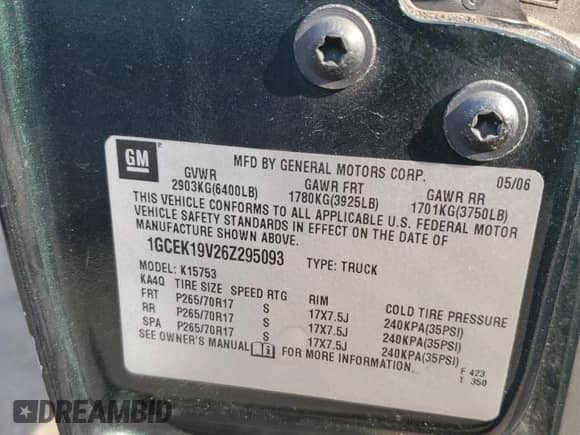 GM
MFD BY GENERAL MOTORS CORP. 05/06
GVWR GAWR FRT GAWR RR
2903KG(6400LB) 1780KG(3925LB) 1701KG(3750LB)
THIS VEHICLE CONFORMS TO ALL APPLICABLE U.S. FEDERAL MOTOR
VEHICLE SAFETY STANDARDS IN EFFECT ON THE DATE OF
MANUFACTURE SHOWN ABOVE.
1GCEK19V26Z295093 TYPE: TRUCK
MODEL: K15753
KA4Q TIRE SIZE SPEED RTG RIM COLD TIRE PRESSURE
FRT P265/70R17 S 17X7.5J 240KPA(35PSI)
RR P265/70R17 S 17X7.5J 240KPA(35PSI)
SPA P265/70R17 S 17X7.5J 240KPA(35PSI)
SEE OWNER'S MANUAL FOR MORE INFORMATION.
F 423
T 350
DREAMBID